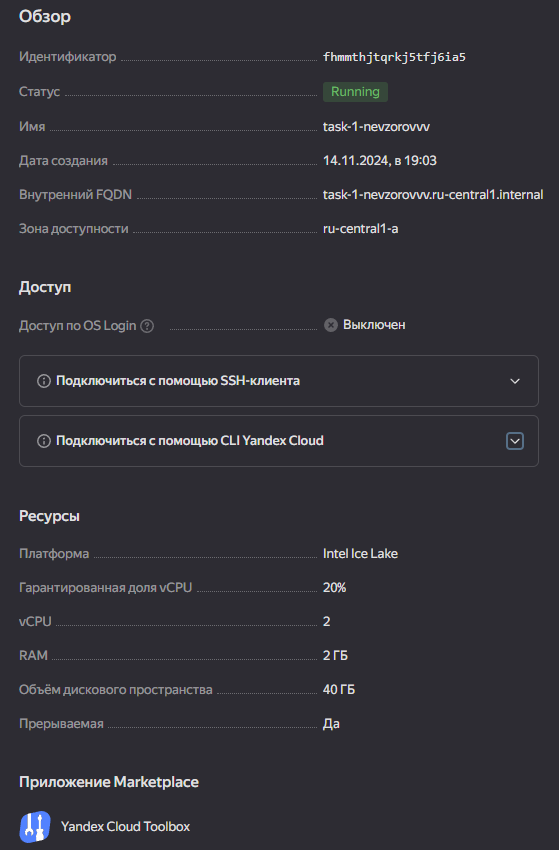 Обзор
Идентификатор fhmmthjtqrkj5tfj6ia5
Статус Running
Имя task-1-nevzorovvv
Дата создания 14.11.2024, в 19:03
Внутренний FQDN task-1-nevzorovvv.ru-central1.internal
Зона доступности ru-central1-a
Доступ
Доступ по OS Login Выключен
Подключиться с помощью SSH-клиента
Подключиться с помощью CLI Yandex Cloud
Ресурсы
Платформа Intel Ice Lake
Гарантированная доля vCPU 20%
vCPU 2
RAM 2 ГБ
Объём дискового пространства 40 ГБ
Прерываемая Да
Приложение Marketplace
Yandex Cloud Toolbox